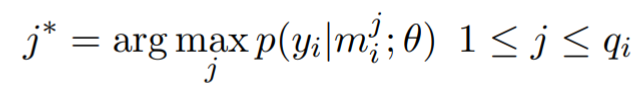 j* = arg max_j p(y_i|m_i^j; θ) 1 ≤ j ≤ q_i